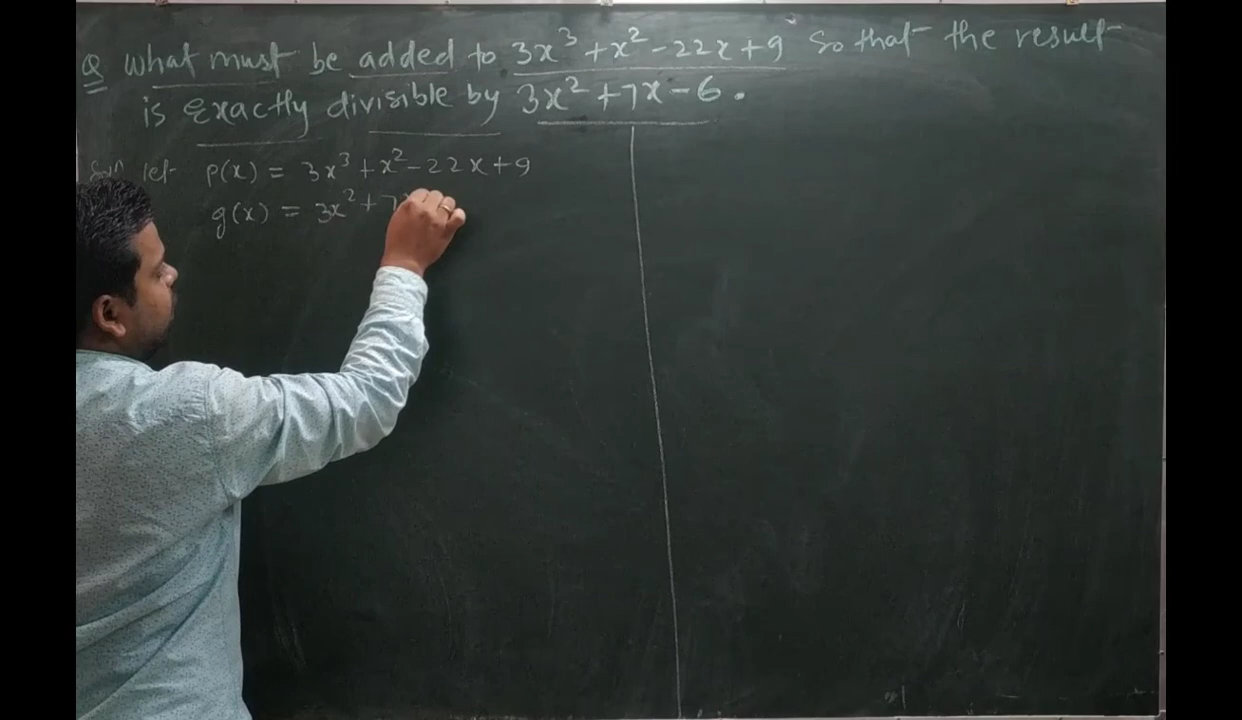 Q What must be added to 3x³ + x² - 22x + 9 so that the result
is exactly divisible by 3x² + 7x - 6.
Solⁿ let p(x) = 3x³ + x² - 22x + 9
g(x) = 3x² + 7